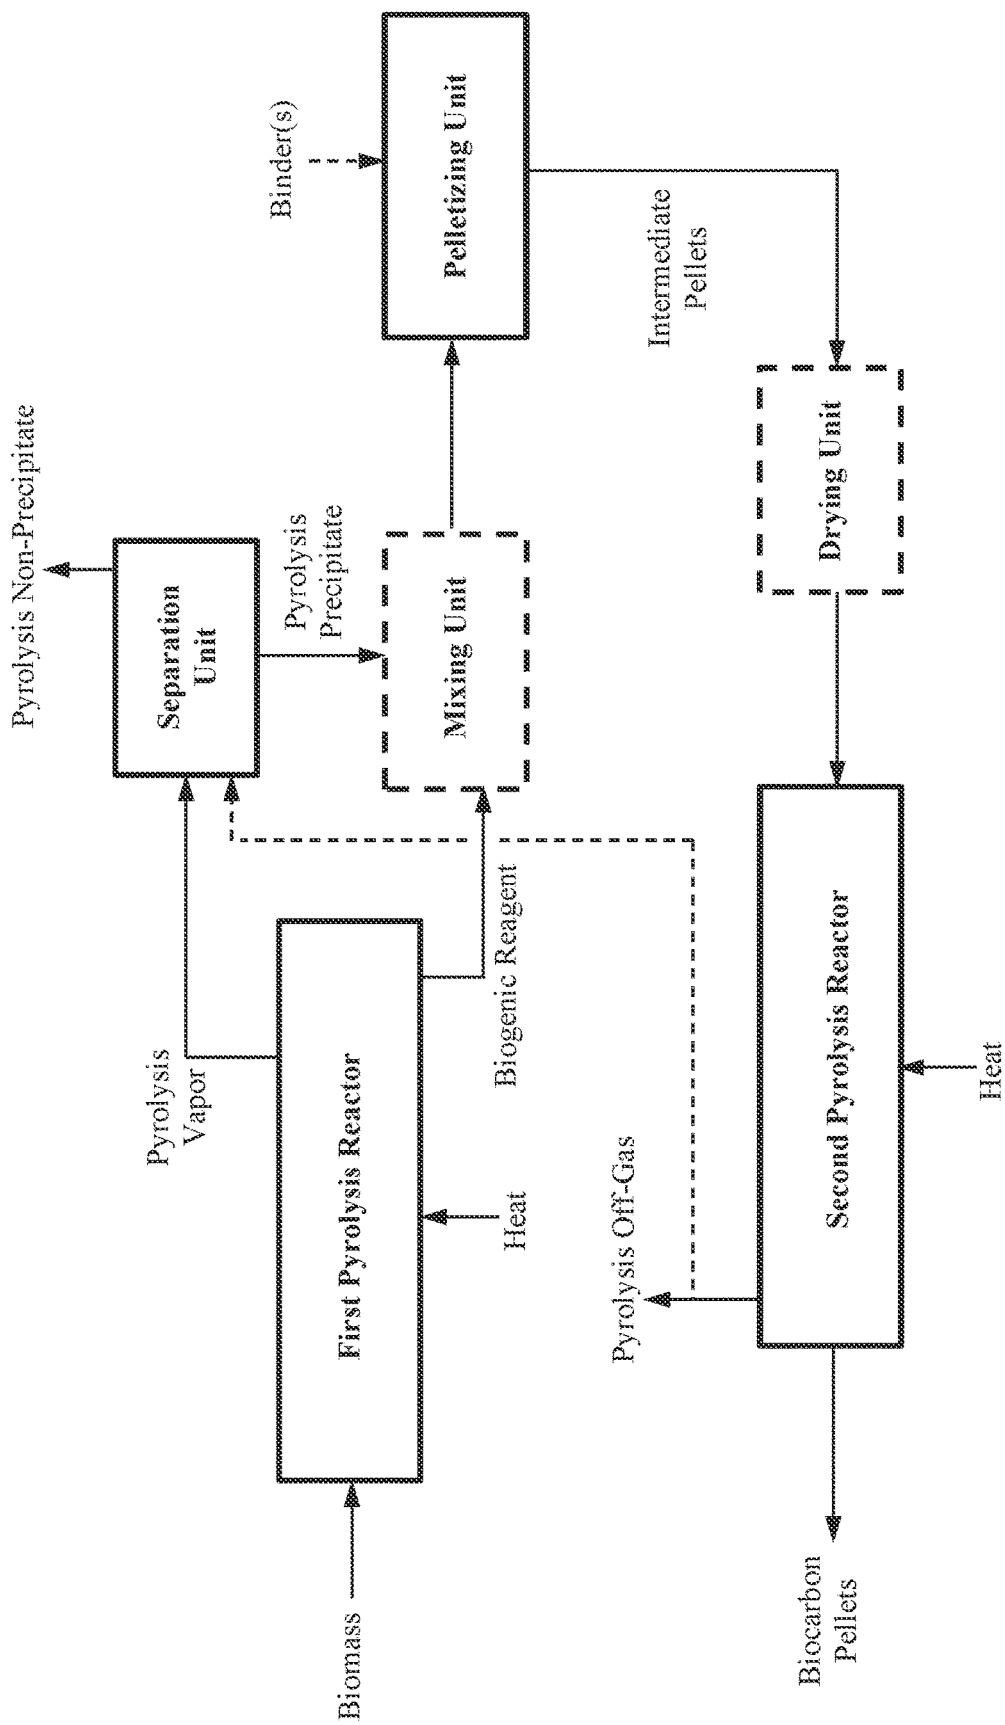 Pyrolysis Non-Precipitate
Separation
Unit
Binder(s)
Pyrolysis
Vapor
Pyrolysis
Precipitate
Biomass
First Pyrolysis Reactor
Mixing Unit
Pelletizing Unit
Heat
Biogenic Reagent
Pyrolysis Off-Gas
Intermediate
Pellets
Biocarbon
Pellets
Second Pyrolysis Reactor
Drying Unit
Heat